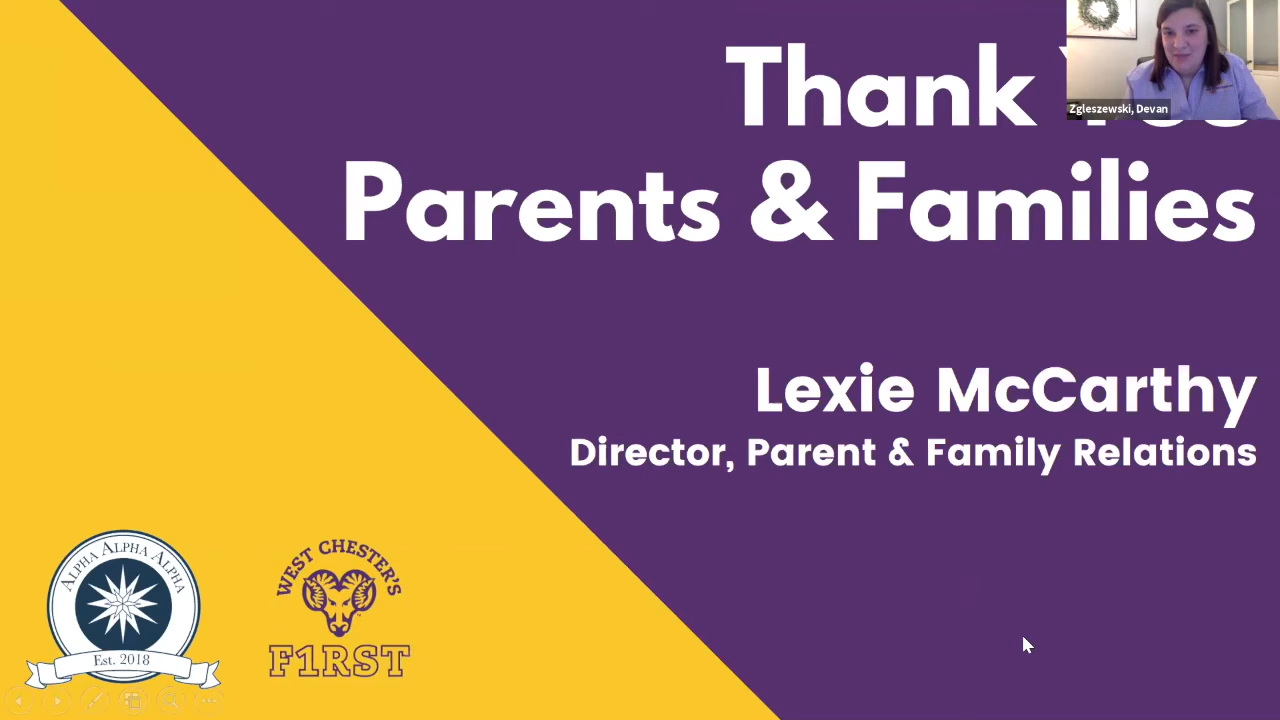 Thank
Zgleszewski, Devan
Parents & Families
Lexie McCarthy
Director, Parent & Family Relations
ALPHA ALPHA ALPHA
Est. 2018
WEST CHESTER'S
F1RST